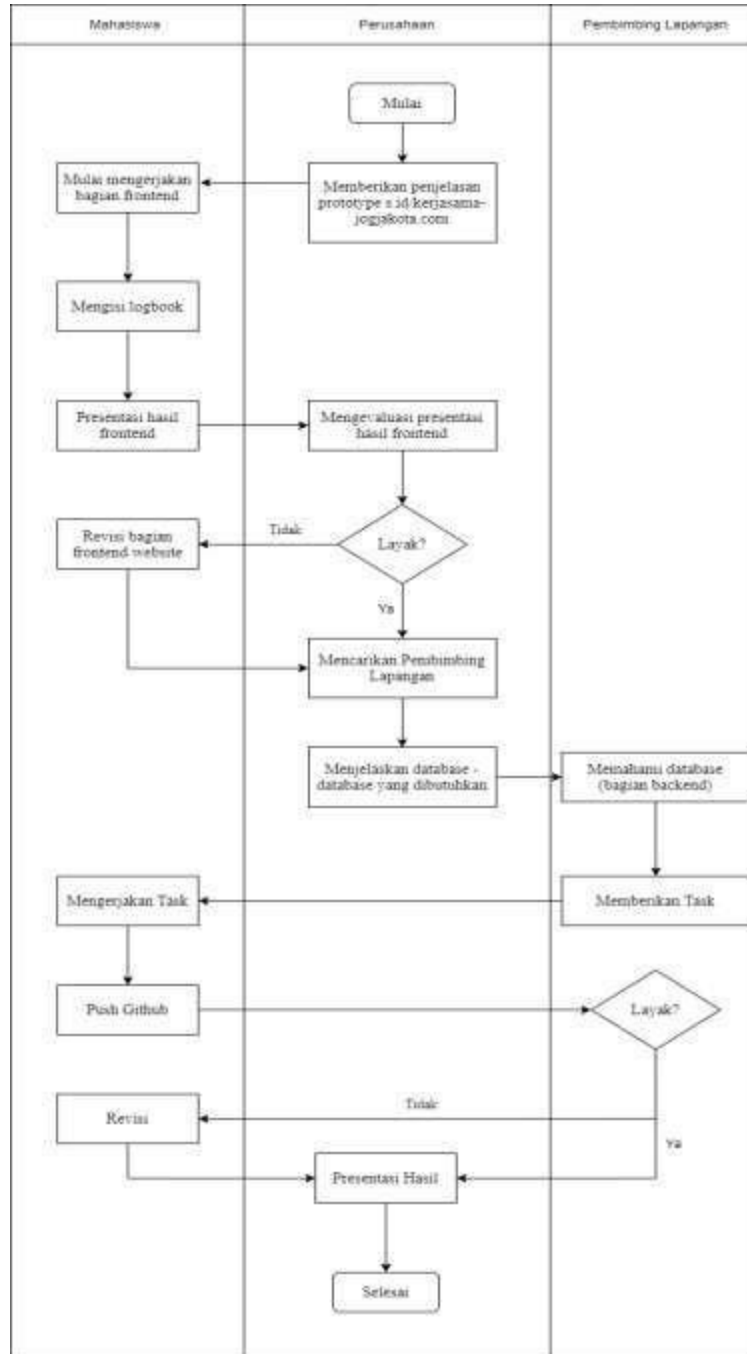 Mahasiswa
Perusahaan
Pembimbing Lapangan
Mulai
Mulai mengerjakan
bagian frontend
Memberikan penjelasan
prototype s.id/kerjasama-
jogjakota.com
Mengisi logbook
Presentasi hasil
frontend
Mengevaluasi presentasi
hasil frontend
Revisi bagian
frontend website
Tidak
Layak?
Ya
Mencarikan Pembimbing
Lapangan
Menjelaskan database -
database yang dibutuhkan
Memahami database
(bagian backend)
Mengerjakan Task
Memberikan Task
Push Github
Layak?
Revisi
Tidak
Ya
Presentasi Hasil
Selesai